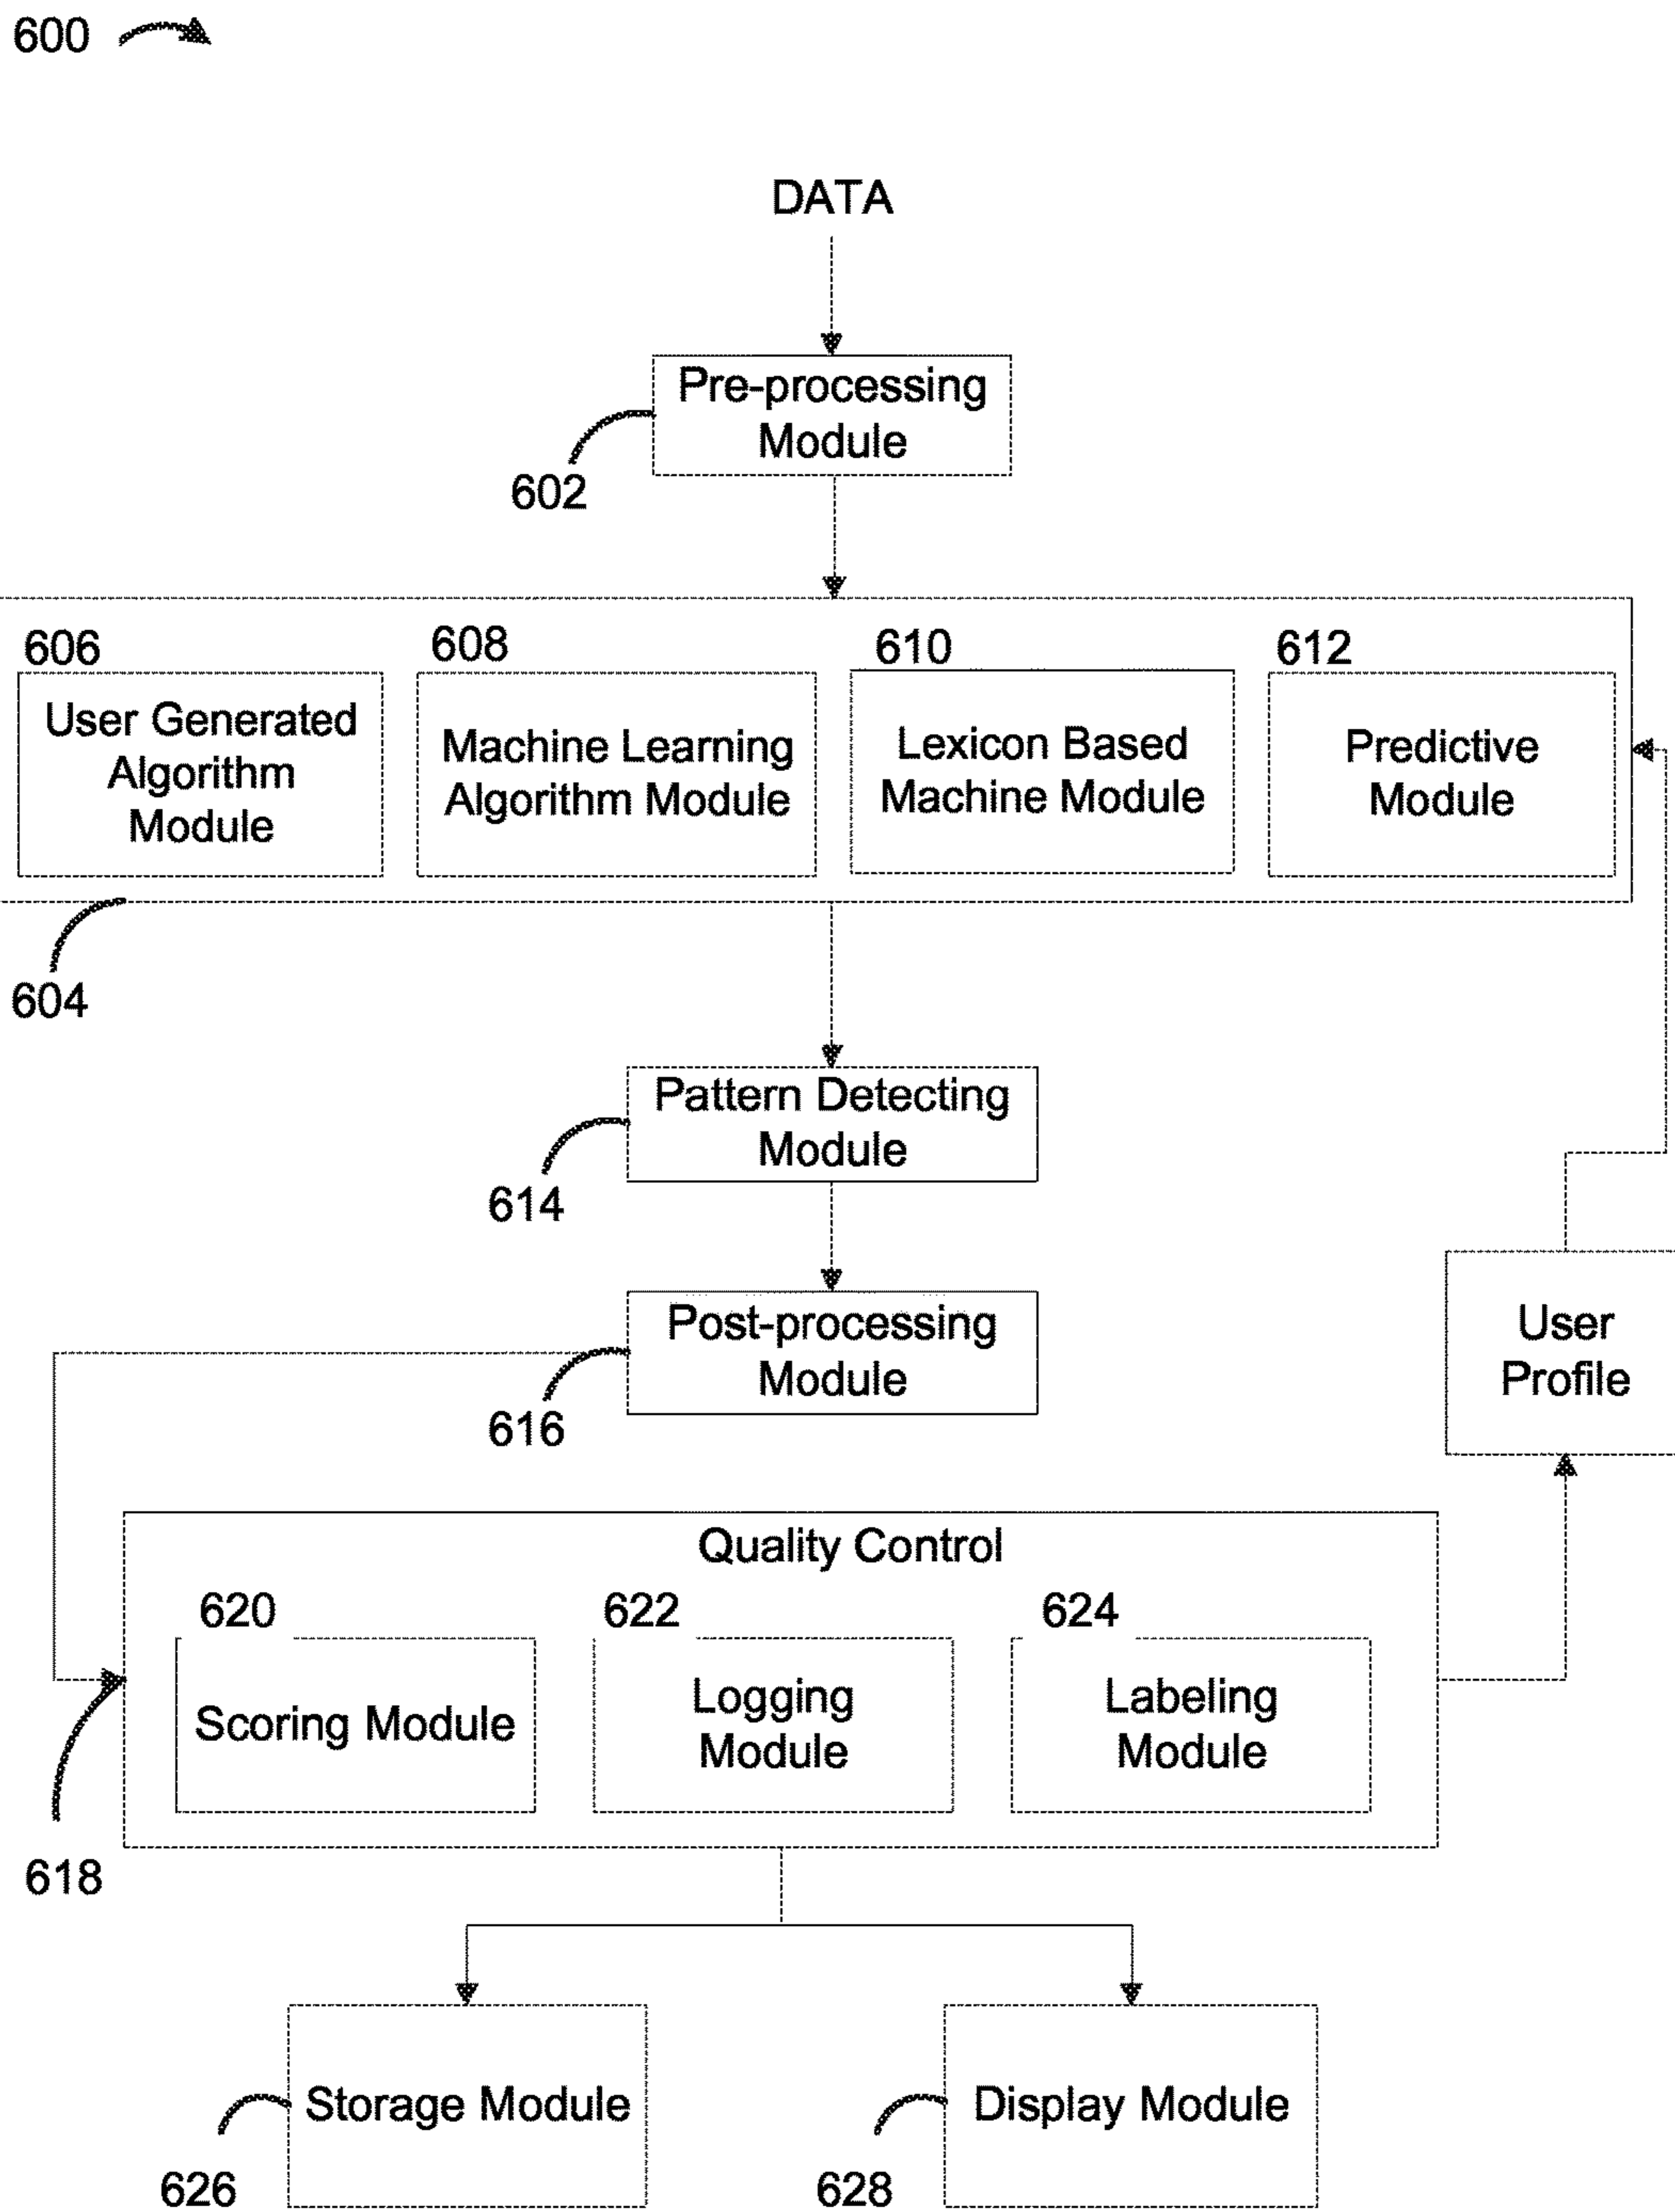 600
DATA
Pre-processing
Module
602
606
608
610
612
User Generated
Algorithm
Module
Machine Learning
Algorithm Module
Lexicon Based
Machine Module
Predictive
Module
604
Pattern Detecting
Module
614
Post-processing
Module
616
User
Profile
Quality Control
620
622
624
Scoring Module
Logging
Module
Labeling
Module
618
Storage Module
Display Module
626
628